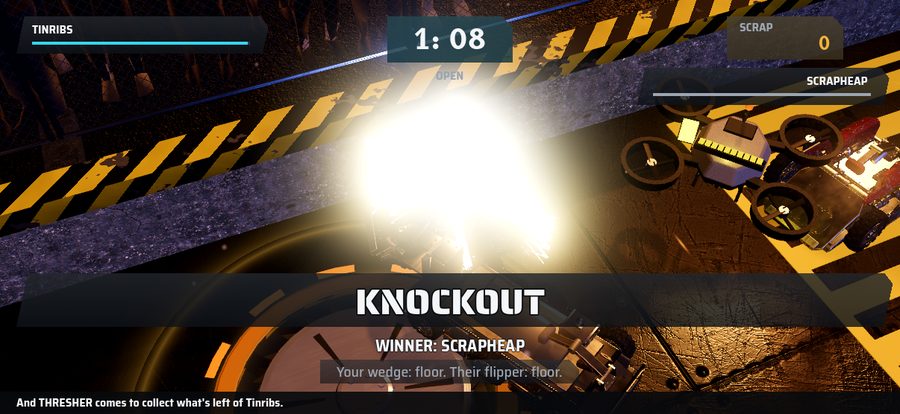 TINRIBS
1: 08
OPEN
SCRAP
0
SCRAPHEAP
KNOCKOUT
WINNER: SCRAPHEAP
Your wedge: floor. Their flipper: floor.
And THRESHER comes to collect what's left of Tinribs.